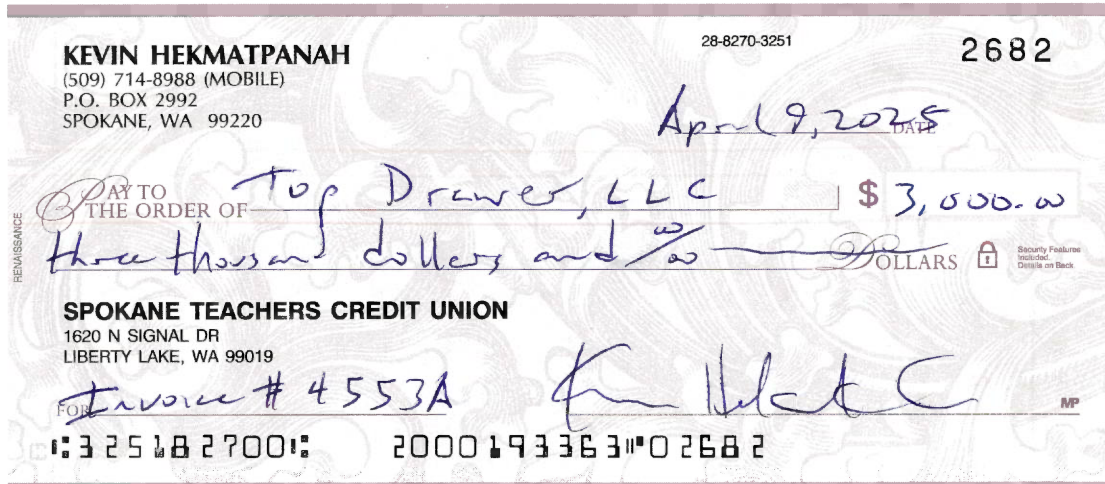 KEVIN HEKMATPANAH
(509) 714-8988 (MOBILE)
P.O. BOX 2992
SPOKANE, WA 99220
28-8270-3251
2682
April 9, 2025
DATE
PAY TO THE ORDER OF
Top Drawer, LLC
$ 3,000.00
three thousand dollars and 00/00
DOLLARS
Security Features
Included.
Details on Back
RENAISSANCE
SPOKANE TEACHERS CREDIT UNION
1620 N SIGNAL DR
LIBERTY LAKE, WA 99019
FOR Invoice # 4553A
MP
⑆325182700⑆ 2000193363⑈02682